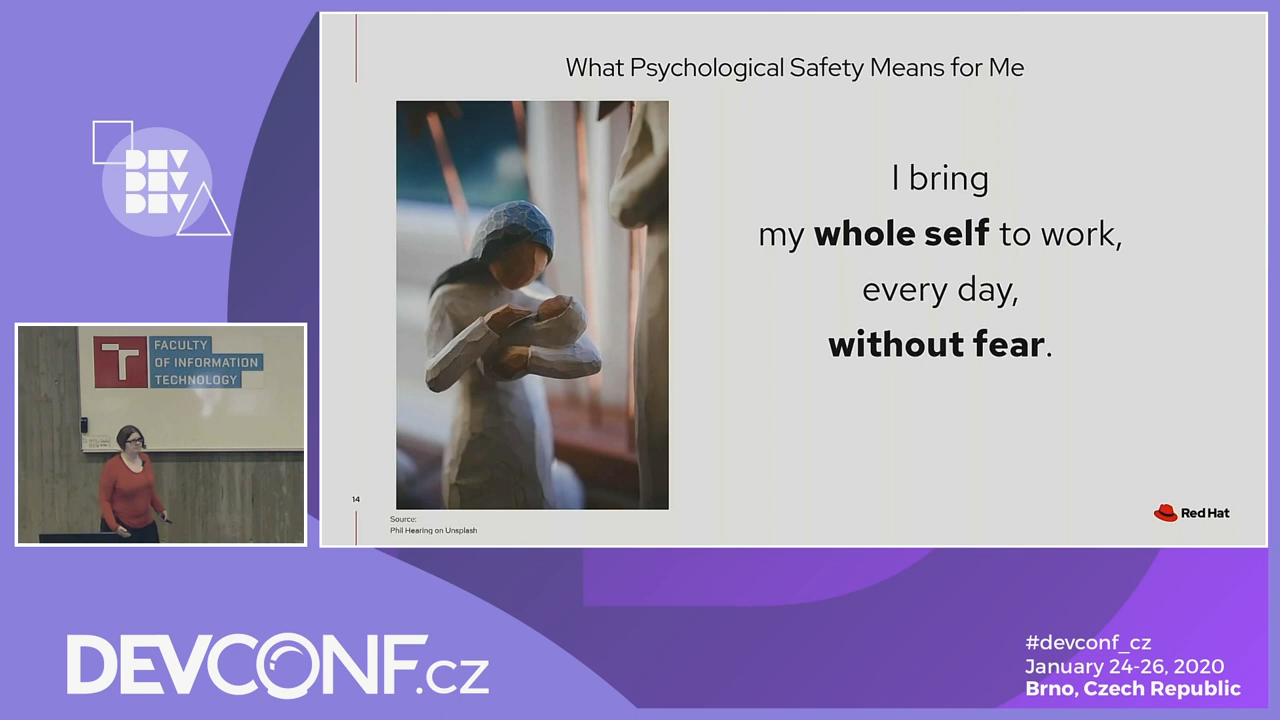 What Psychological Safety Means for Me
I bring
my whole self to work,
every day,
without fear.
14
Source:
Phil Hearing on Unsplash
Red Hat
DEV
DEV
DEV
FACULTY
OF INFORMATION
TECHNOLOGY
DEVCONF.cz
#devconf_cz
January 24-26, 2020
Brno, Czech Republic